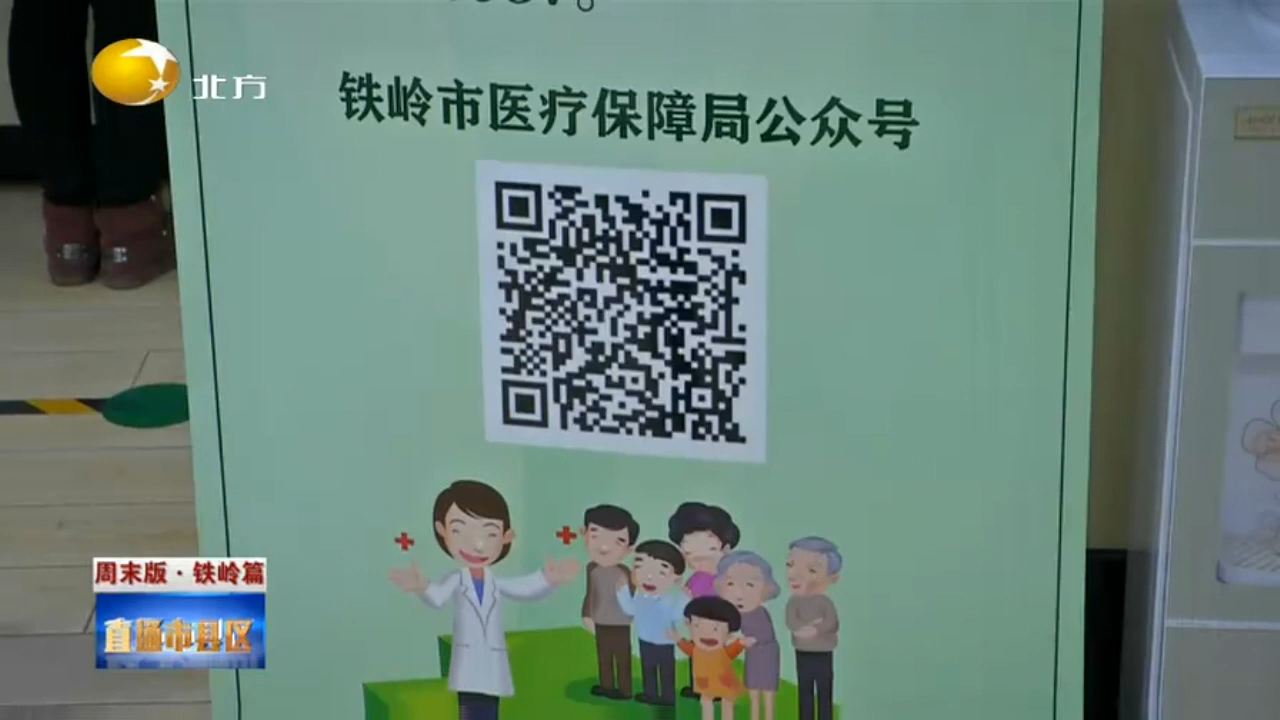 北方
铁岭市医疗保障局公众号
周末版·铁岭篇
直通市县区